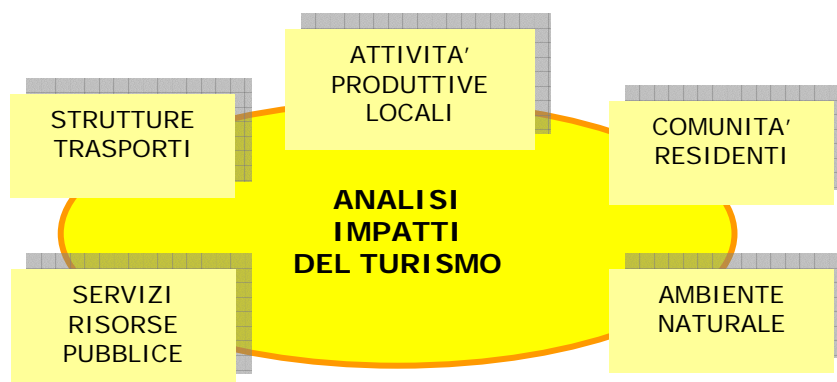 ATTIVITA’
PRODUTTIVE
LOCALI
STRUTTURE
TRASPORTI
COMUNITA’
RESIDENTI
ANALISI
IMPATTI
DEL TURISMO
SERVIZI
RISORSE
PUBBLICE
AMBIENTE
NATURALE